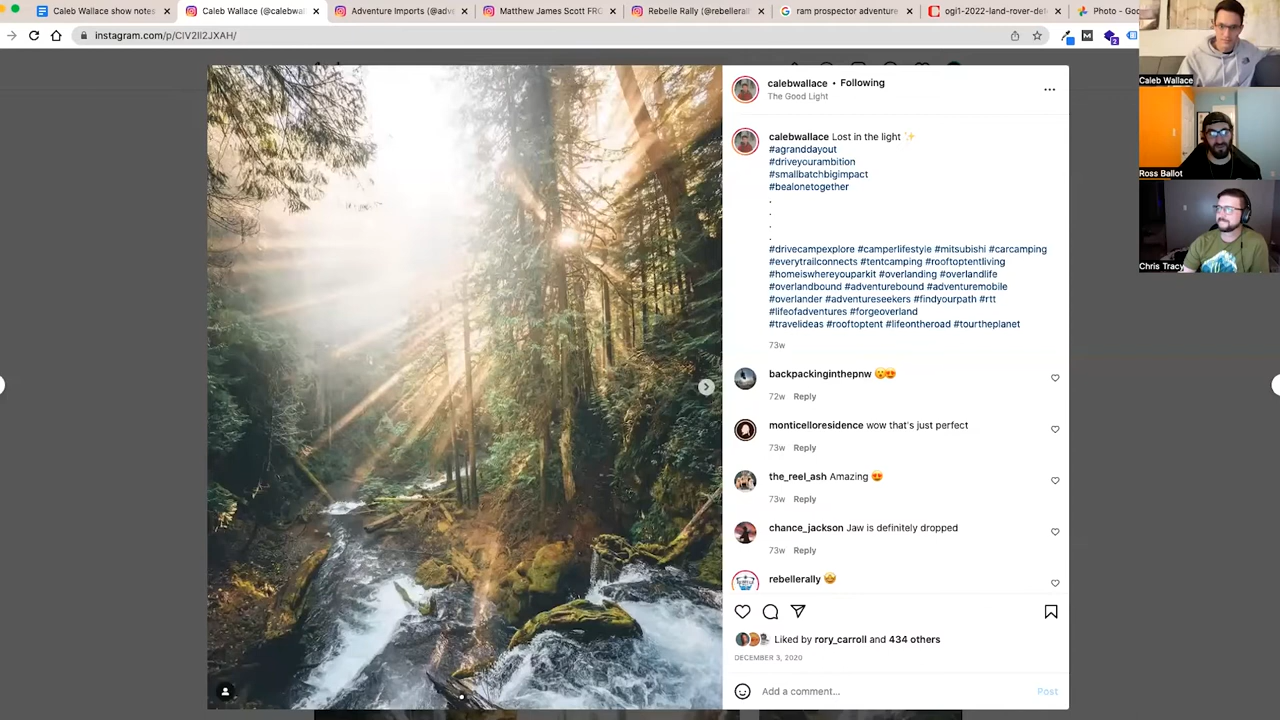 Caleb Wallace show notes
Caleb Wallace (@calebwal
Adventure Imports (@adve
Matthew James Scott FRG
Rebelle Rally (@rebellerall
ram prospector adventure
ogi1-2022-land-rover-def
Photo - Goo
instagram.com/p/CIV2II2JXAH/
2
calebwallace • Following
The Good Light
calebwallace Lost in the light ✨
#agranddayout
#driveyourambition
#smallbatchbigimpact
#bealonetogether
.
.
.
.
#drivecampexplore #camperlifestyle #mitsubishi #carcamping
#everytrailconnects #tentcamping #rooftoptentliving
#homeiswhereyouparkit #overlanding #overlandlife
#overlandbound #adventurebound #adventuremobile
#overlander #adventureseekers #findyourpath #rtt
#lifeofadventures #forgeoverland
#travelideas #rooftoptent #lifeontheroad #tourtheplanet
73w
backpackinginthepnw 😮😍
72w Reply
monticelloresidence wow that's just perfect
73w Reply
the_reel_ash Amazing 😍
73w Reply
chance_jackson Jaw is definitely dropped
73w Reply
rebellerally 🤩
Liked by rory_carroll and 434 others
DECEMBER 3, 2020
Add a comment...
Post
Caleb Wallace
Ross Ballot
Chris Tracy